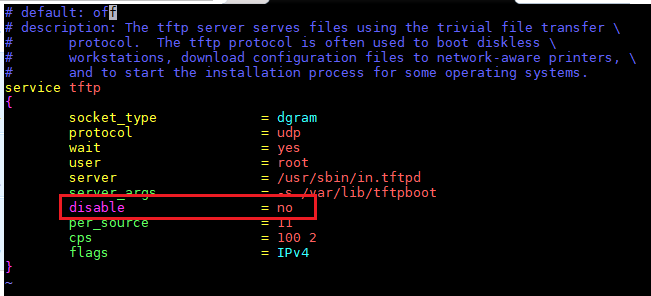 # default: off
# description: The tftp server serves files using the trivial file transfer \
#       protocol.  The tftp protocol is often used to boot diskless \
#       workstations, download configuration files to network-aware printers, \
#       and to start the installation process for some operating systems.
service tftp
{
        socket_type             = dgram
        protocol                = udp
        wait                    = yes
        user                    = root
        server                  = /usr/sbin/in.tftpd
        server_args             = -s /var/lib/tftpboot
        disable                 = no
        per_source              = 11
        cps                     = 100 2
        flags                   = IPv4
}
~